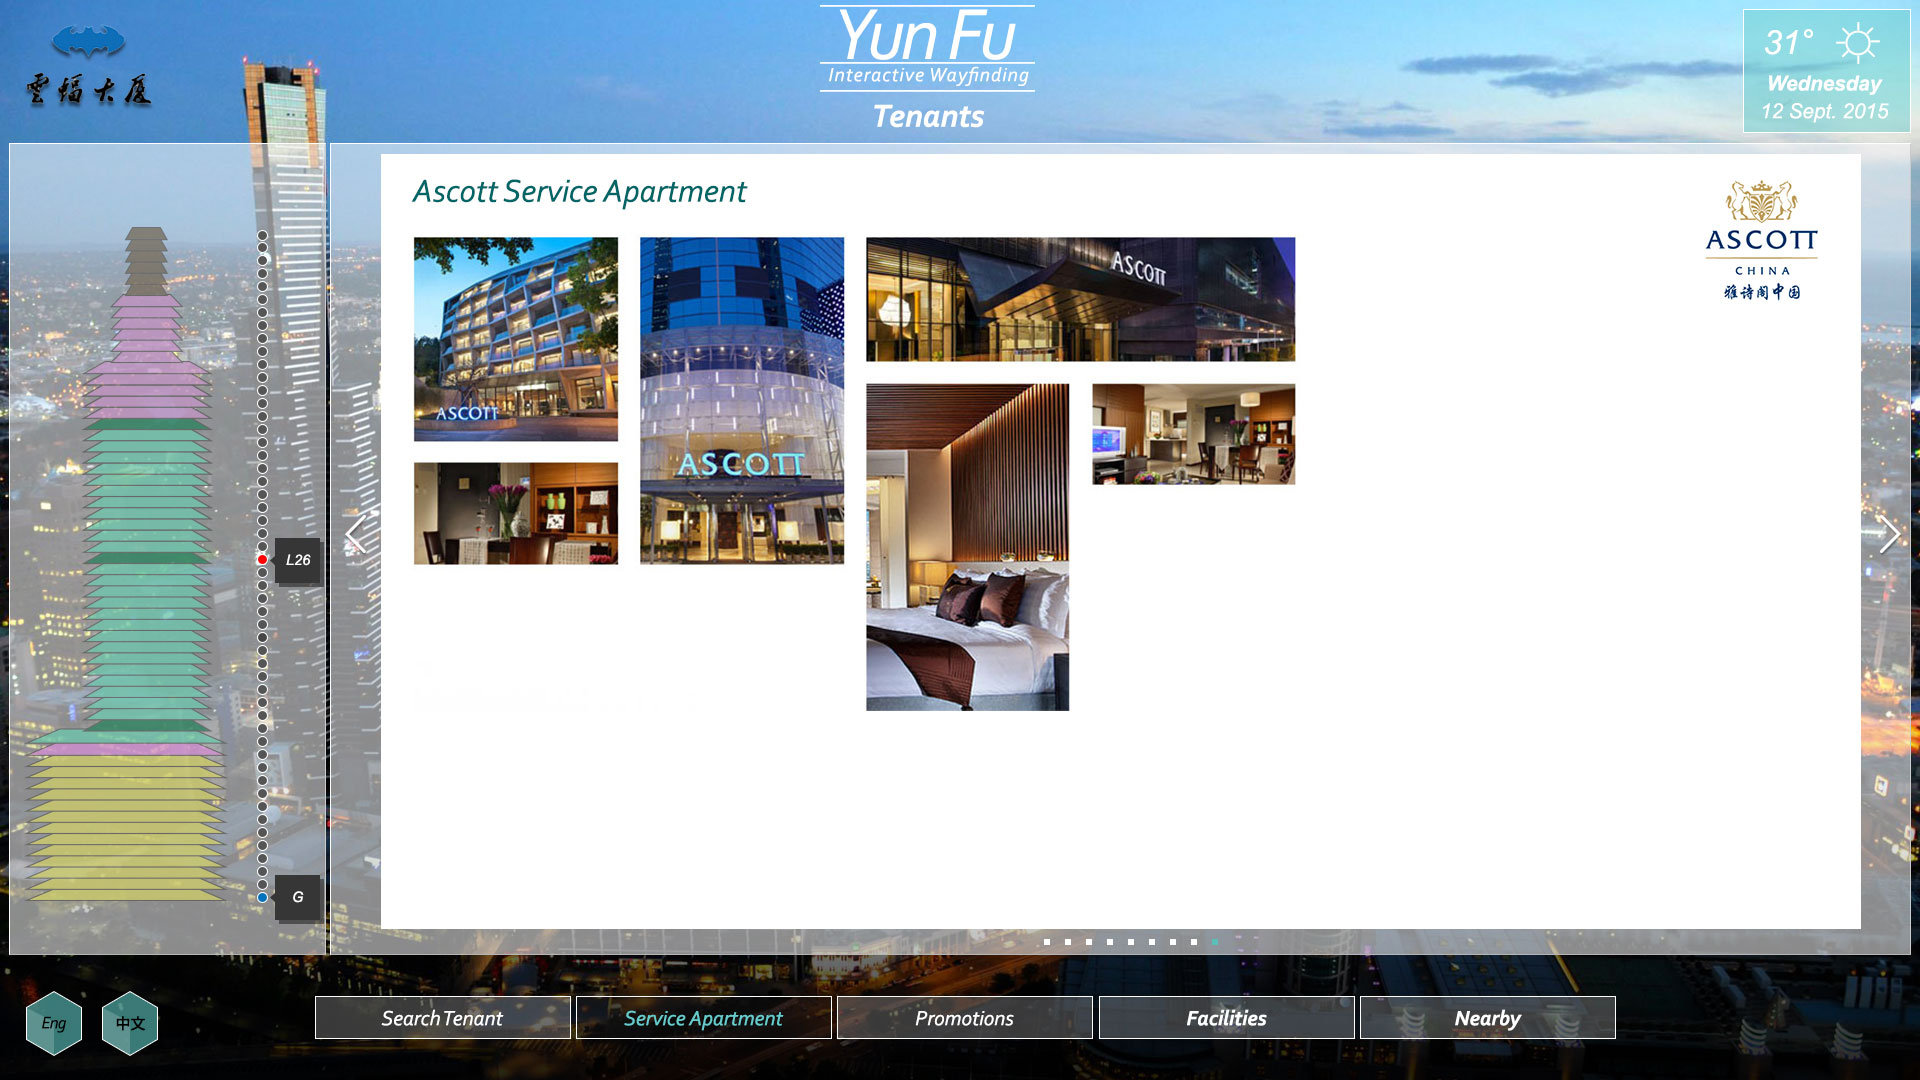 雲福大厦
Yun Fu
Interactive Wayfinding
Tenants
31°
Wednesday
12 Sept. 2015
Ascott Service Apartment
ASCOTT
CHINA
雅诗阁中国
ASCOTT
ASCOTT
ASCOTT
L26
G
Eng
中文
Search Tenant
Service Apartment
Promotions
Facilities
Nearby